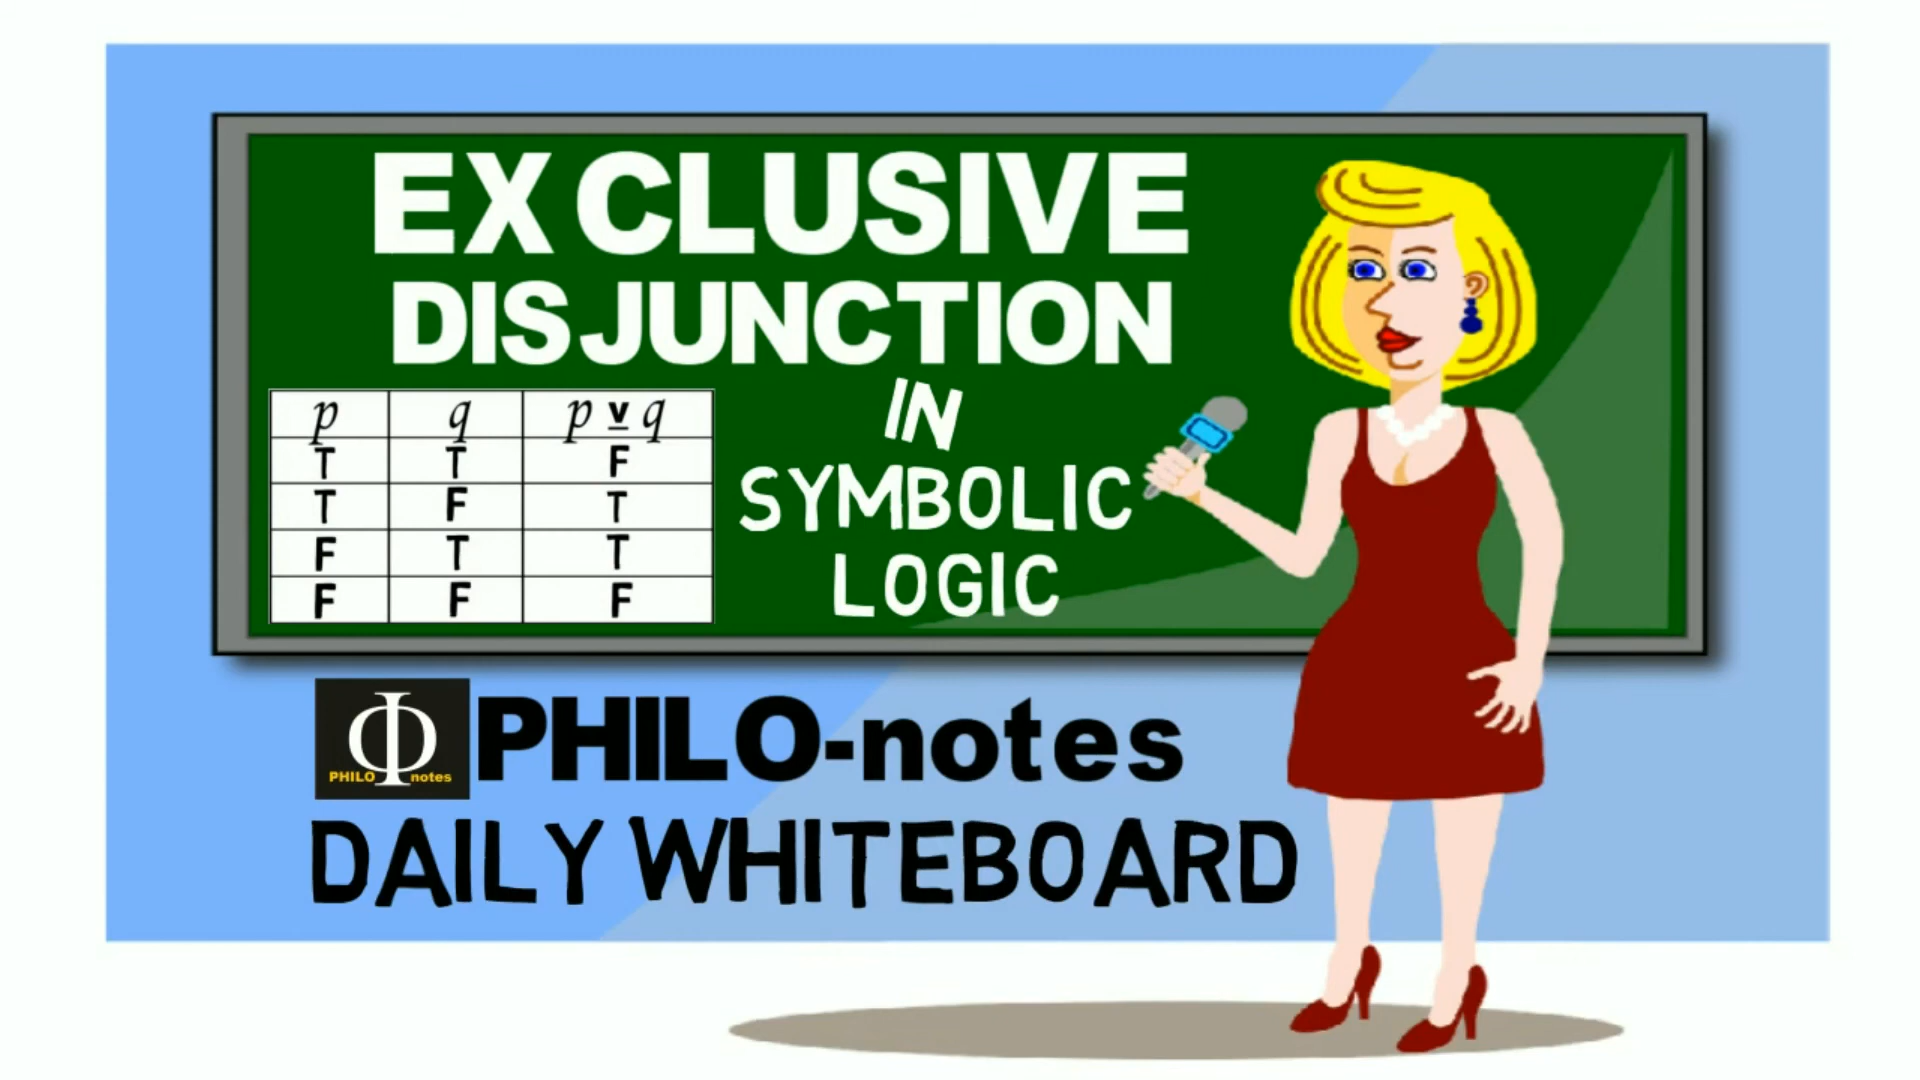 EXCLUSIVE
DISJUNCTION
IN
SYMBOLIC
LOGIC
p q p v q
T T F
T F T
F T T
F F F
PHILO notes
PHILO-notes
DAILY WHITEBOARD